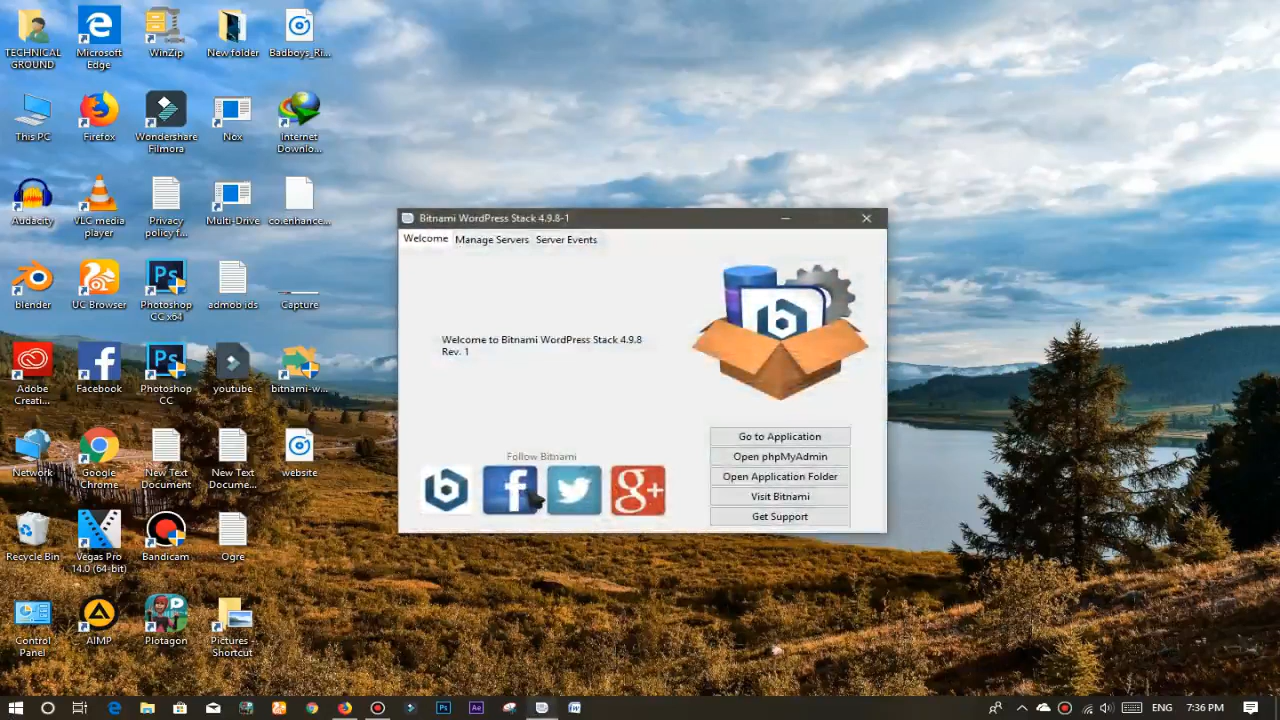 TECHNICAL
GROUND
Microsoft
Edge
WinZip
New folder
Badboys_Ri...
This PC
Firefox
Wondershare
Filmora
Nox
Internet
Downlo...
Audacity
VLC media
player
Privacy
policy f...
Multi-Drive
co.enhance...
blender
UC Browser
Photoshop
CC x64
admob ids
Capture
Adobe
Creati...
Facebook
Photoshop
CC
youtube
bitnami-w...
Network
Google
Chrome
New Text
Document
New Text
Docume...
website
Recycle Bin
Vegas Pro
14.0 (64-bit)
Bandicam
Ogre
Control
Panel
AIMP
Plotagon
Pictures -
Shortcut
Bitnami WordPress Stack 4.9.8-1
Welcome Manage Servers Server Events
Welcome to Bitnami WordPress Stack 4.9.8
Rev. 1
Follow Bitnami
Go to Application
Open phpMyAdmin
Open Application Folder
Visit Bitnami
Get Support
ENG 7:36 PM